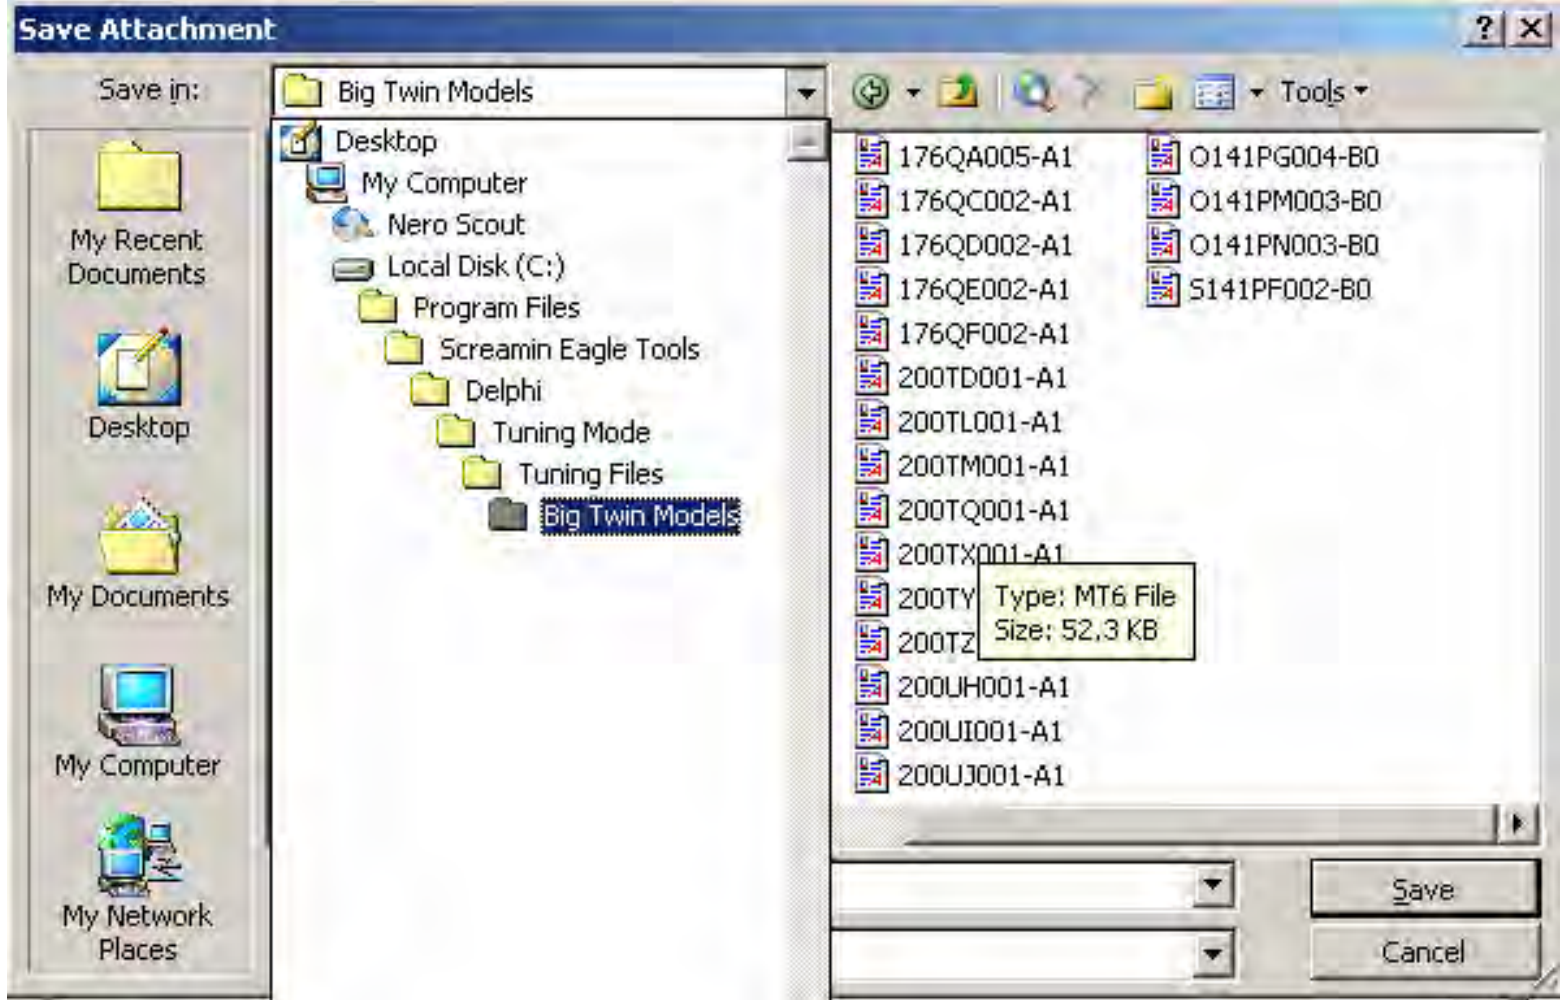 Save Attachment
Save in:
Big Twin Models
Tools
My Recent
Documents
Desktop
My Documents
My Computer
My Network
Places
Desktop
My Computer
Nero Scout
Local Disk (C:)
Program Files
Screamin Eagle Tools
Delphi
Tuning Mode
Tuning Files
Big Twin Models
176QA005-A1
176QC002-A1
176QD002-A1
176QE002-A1
176QF002-A1
200TD001-A1
200TL001-A1
200TM001-A1
200TQ001-A1
200TX001-A1
200TY
200TZ
200UH001-A1
200UI001-A1
200UJ001-A1
O141PG004-B0
O141PM003-B0
O141PN003-B0
S141PF002-B0
Type: MT6 File
Size: 52,3 KB
Save
Cancel